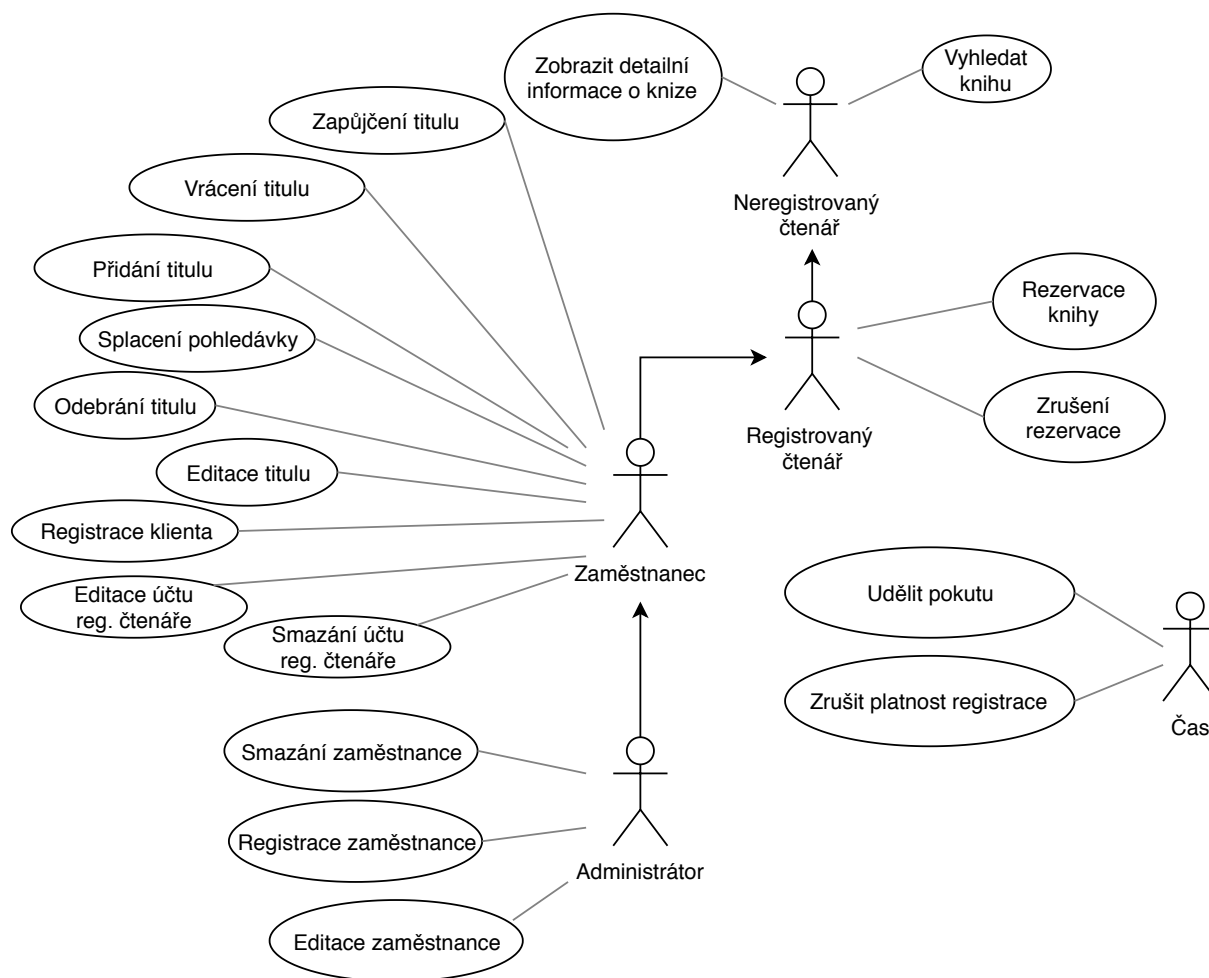 Zobrazit detailní
informace o knize
Vyhledat
knihu
Zapůjčení titulu
Vrácení titulu
Neregistrovaný
čtenář
Přidání titulu
Rezervace
knihy
Splacení pohledávky
Odebrání titulu
Zrušení
rezervace
Registrovaný
čtenář
Editace titulu
Registrace klienta
Zaměstnanec
Editace účtu
reg. čtenáře
Udělit pokutu
Smazání účtu
reg. čtenáře
Zrušit platnost registrace
Čas
Smazání zaměstnance
Registrace zaměstnance
Administrátor
Editace zaměstnance